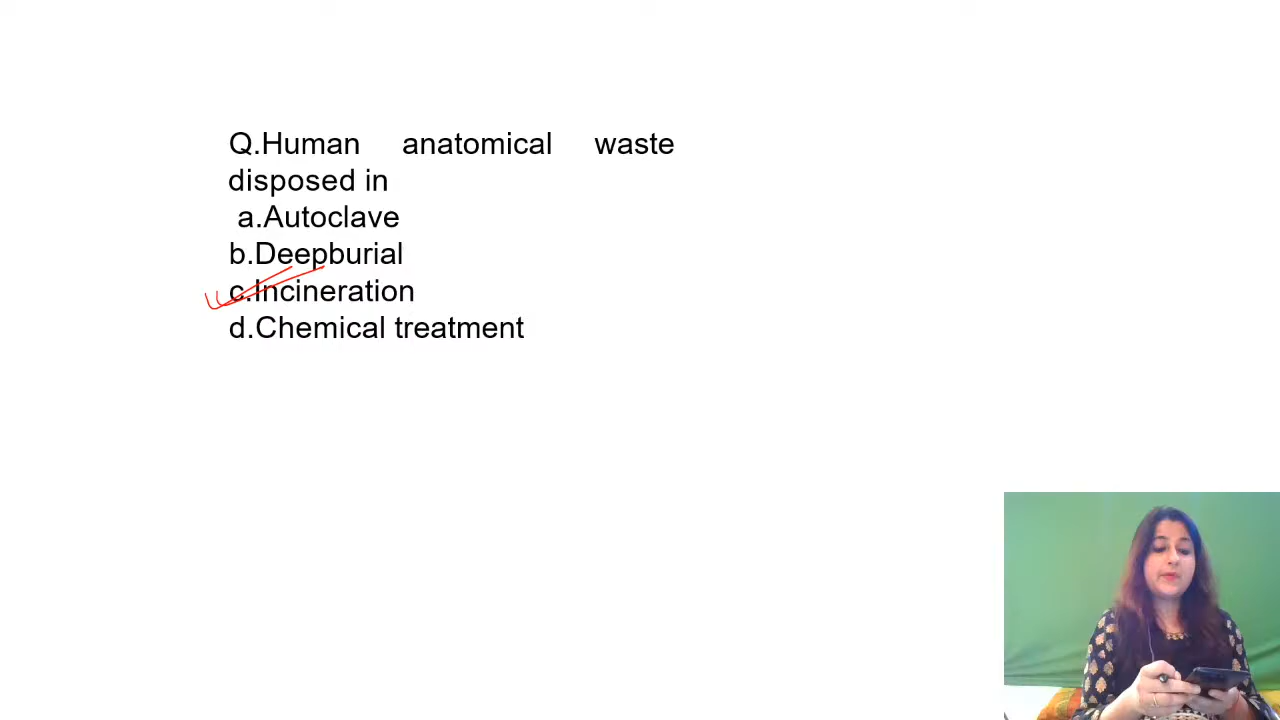 Q.Human anatomical waste
disposed in
a.Autoclave
b.Deepburial
c.Incineration
d.Chemical treatment